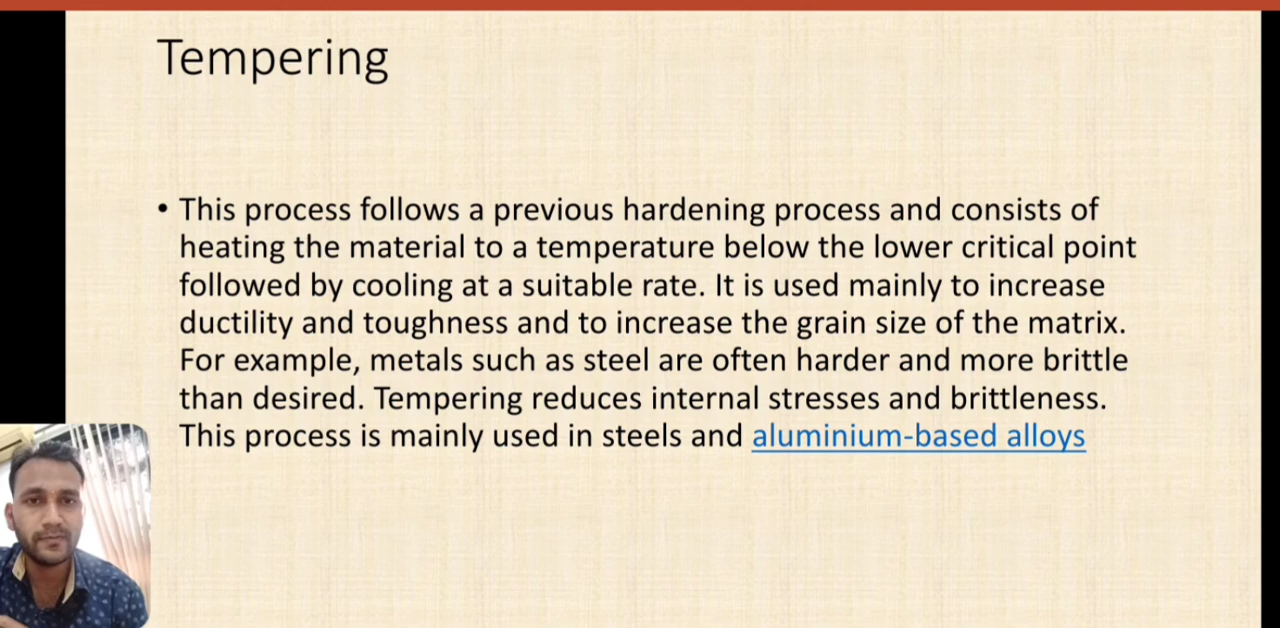 Tempering
• This process follows a previous hardening process and consists of
heating the material to a temperature below the lower critical point
followed by cooling at a suitable rate. It is used mainly to increase
ductility and toughness and to increase the grain size of the matrix.
For example, metals such as steel are often harder and more brittle
than desired. Tempering reduces internal stresses and brittleness.
This process is mainly used in steels and aluminium-based alloys